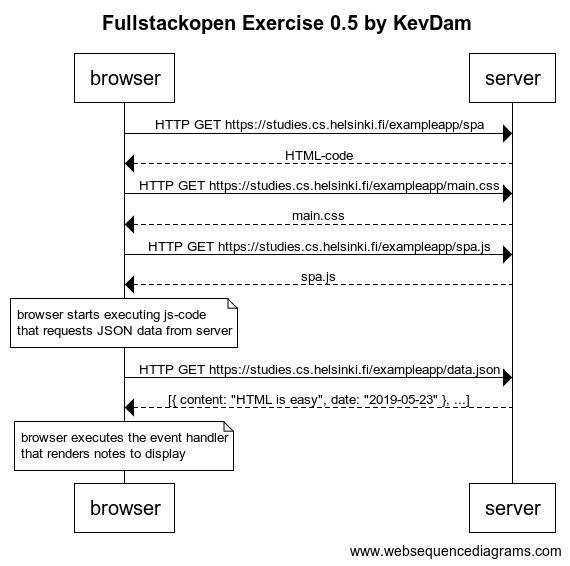 Fullstackopen Exercise 0.5 by KevDam
browser
server
HTTP GET https://studies.cs.helsinki.fi/exampleapp/spa
HTML-code
HTTP GET https://studies.cs.helsinki.fi/exampleapp/main.css
main.css
HTTP GET https://studies.cs.helsinki.fi/exampleapp/spa.js
spa.js
browser starts executing js-code
that requests JSON data from server
HTTP GET https://studies.cs.helsinki.fi/exampleapp/data.json
[{ content: "HTML is easy", date: "2019-05-23" }, ...]
browser executes the event handler
that renders notes to display
browser
server
www.websequencediagrams.com